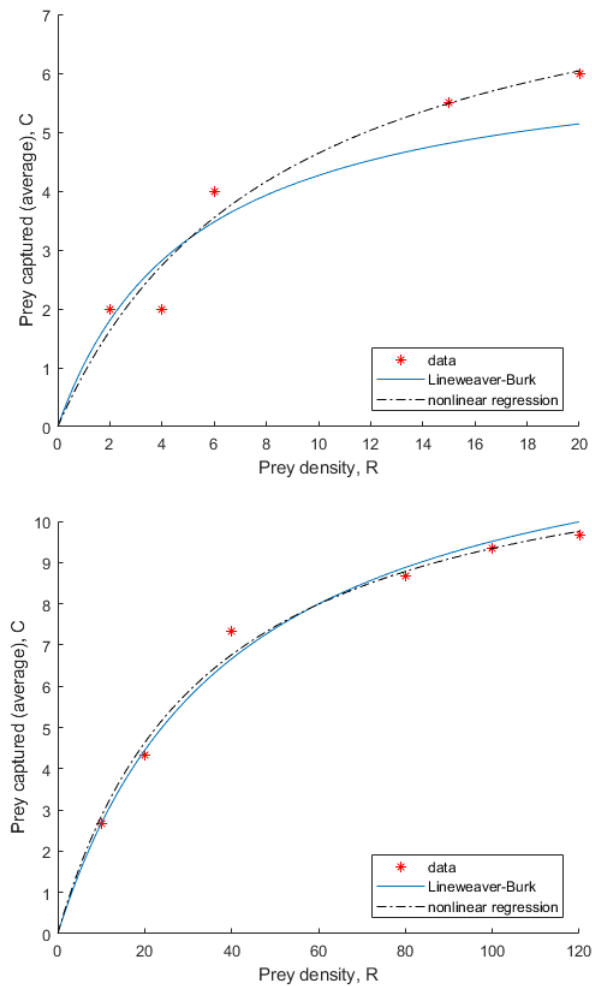 7
6
5
4
3
2
1
0
Prey captured (average), C
data
Lineweaver-Burk
nonlinear regression
0 2 4 6 8 10 12 14 16 18 20
Prey density, R
10
9
8
7
6
5
4
3
2
1
0
Prey captured (average), C
data
Lineweaver-Burk
nonlinear regression
0 20 40 60 80 100 120
Prey density, R